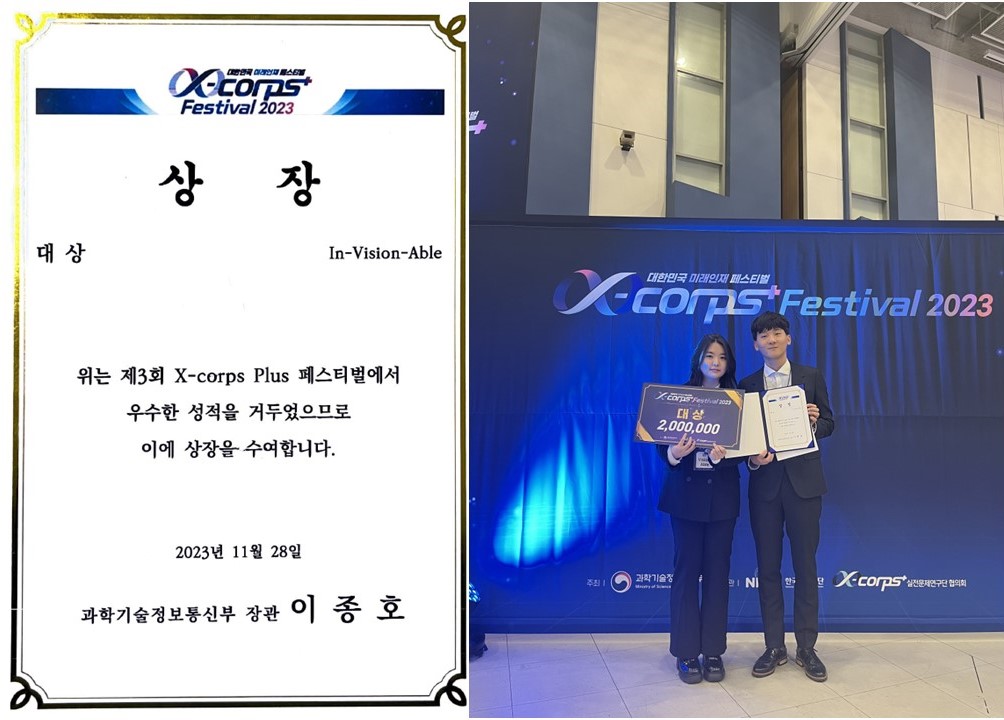 대한민국 미래인재 페스티벌
X-corps+
Festival 2023
상 장
대 상 In-Vision-Able
위는 제3회 X-corps Plus 페스티벌에서
우수한 성적을 거두었으므로
이에 상장을 수여합니다.
2023년 11월 28일
과학기술정보통신부 장관 이 종 호
대한민국 미래인재 페스티벌
X-corps+ Festival 2023
X-corps+ Festival 2023
대 상
2,000,000
상 장
주최 과학기술정
Ministry of Science
X-corps+ 실전문제연구단 협의회